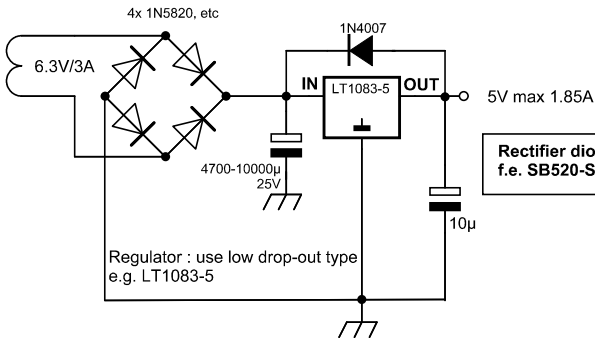 4x 1N5820, etc
1N4007
6.3V/3A
IN
LT1083-5
OUT
5V max 1.85A
Rectifier dio
f.e. SB520-S
4700-10000µ
25V
10µ
Regulator : use low drop-out type
e.g. LT1083-5